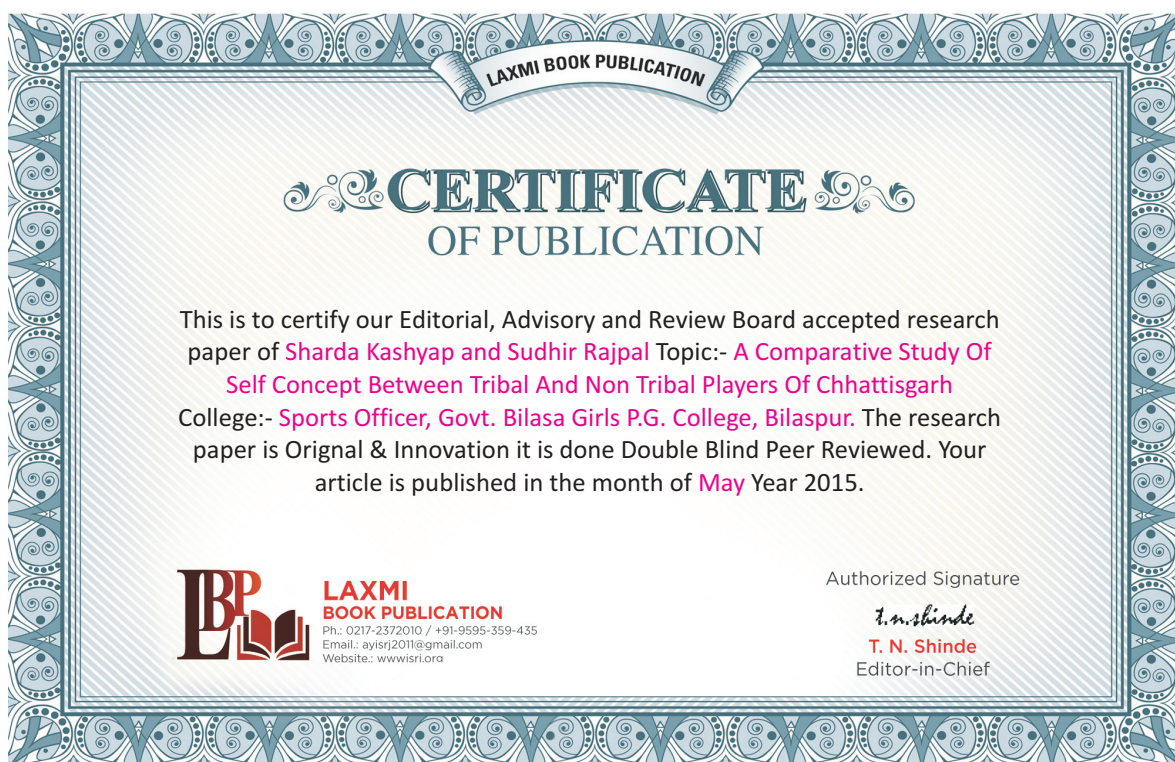 LAXMI BOOK PUBLICATION
CERTIFICATE
OF PUBLICATION
This is to certify our Editorial, Advisory and Review Board accepted research
paper of Sharda Kashyap and Sudhir Rajpal Topic:- A Comparative Study Of
Self Concept Between Tribal And Non Tribal Players Of Chhattisgarh
College:- Sports Officer, Govt. Bilasa Girls P.G. College, Bilaspur. The research
paper is Orignal & Innovation it is done Double Blind Peer Reviewed. Your
article is published in the month of May Year 2015.
LBP
LAXMI
BOOK PUBLICATION
Ph.: 0217-2372010 / +91-9595-359-435
Email.: ayisrj2011@gmail.com
Website.: wwwisri.org
Authorized Signature
t.n.shinde
T. N. Shinde
Editor-in-Chief